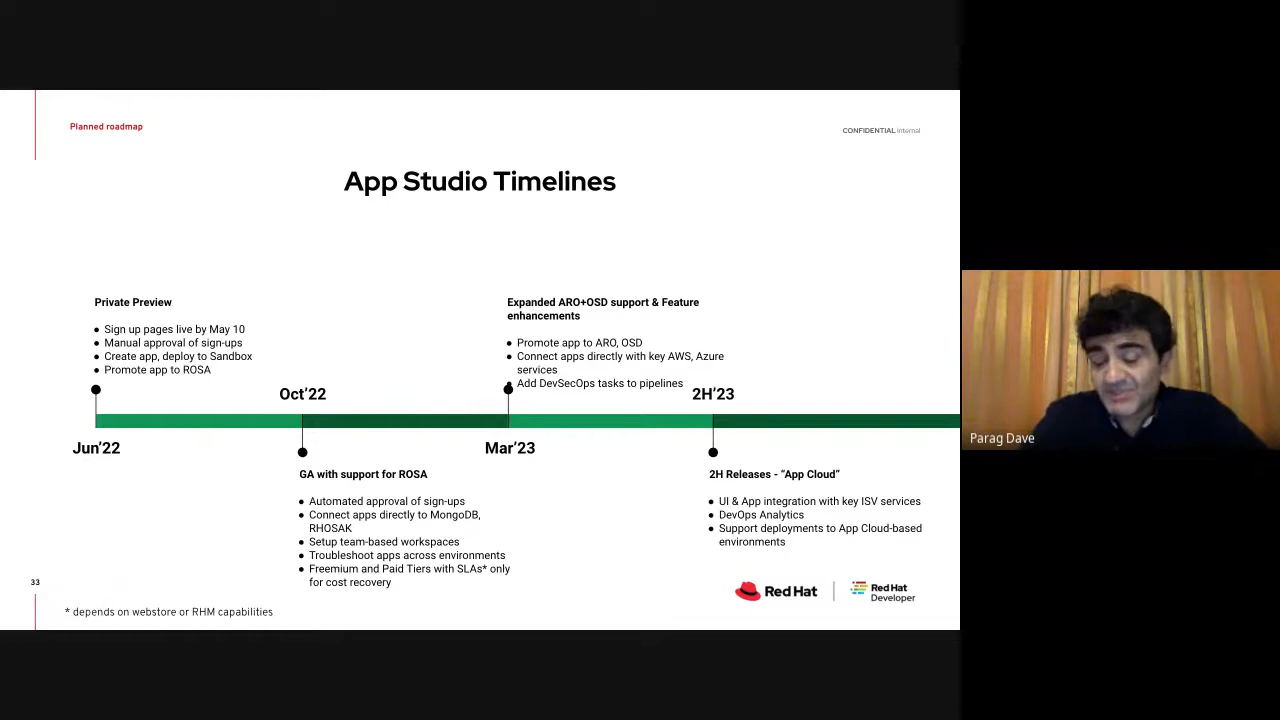 Planned roadmap
CONFIDENTIAL Internal
App Studio Timelines
Private Preview
● Sign up pages live by May 10
● Manual approval of sign-ups
● Create app, deploy to Sandbox
● Promote app to ROSA
Expanded ARO+OSD support & Feature
enhancements
● Promote app to ARO, OSD
● Connect apps directly with key AWS, Azure
services
● Add DevSecOps tasks to pipelines
Oct'22
2H'23
Jun'22
Mar'23
GA with support for ROSA
● Automated approval of sign-ups
● Connect apps directly to MongoDB,
RHOSAK
● Setup team-based workspaces
● Troubleshoot apps across environments
● Freemium and Paid Tiers with SLAs* only
for cost recovery
2H Releases - “App Cloud”
● UI & App integration with key ISV services
● DevOps Analytics
● Support deployments to App Cloud-based
environments
33
* depends on webstore or RHM capabilities
Red Hat
Red Hat
Developer
Parag Dave